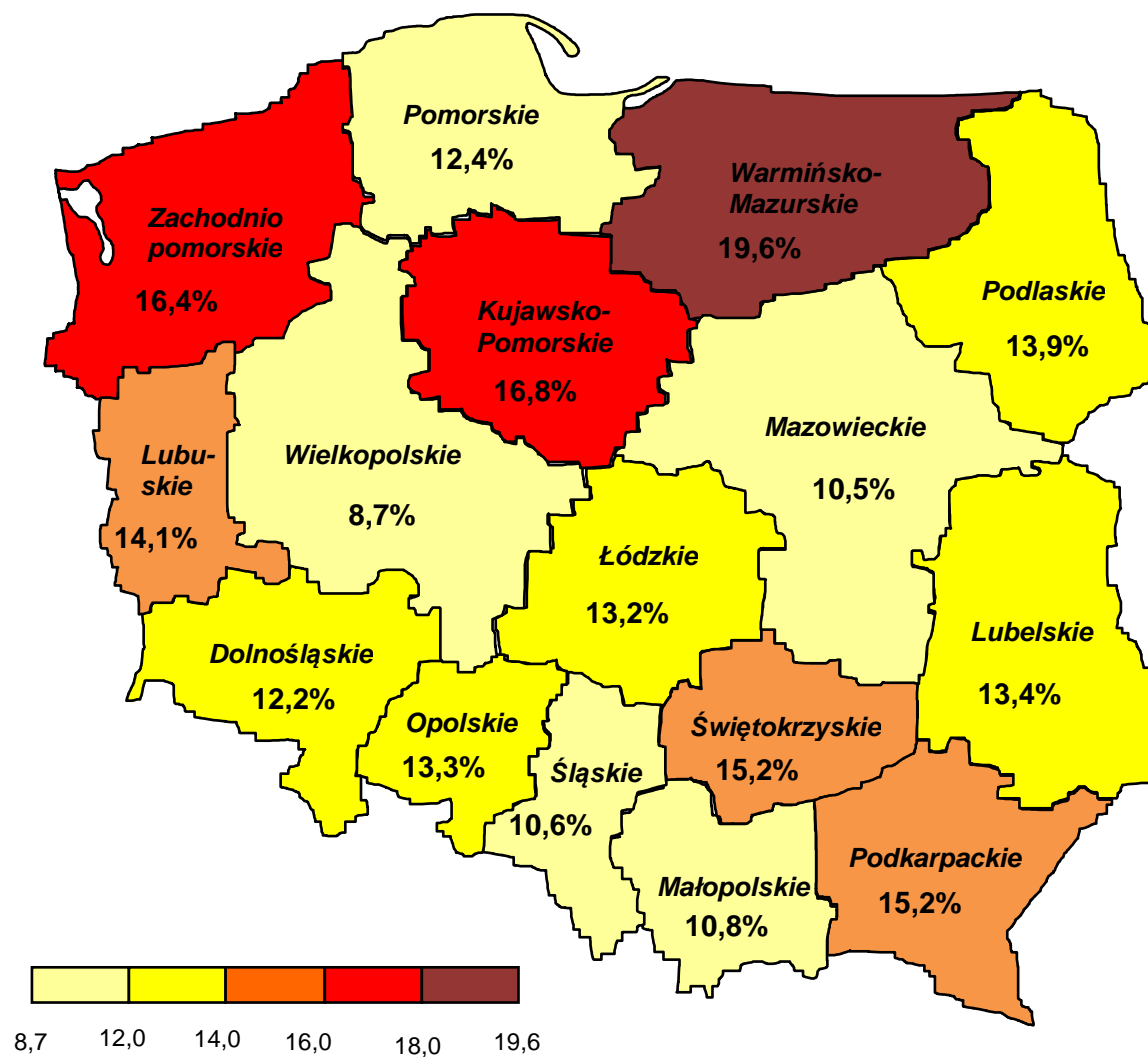 Pomorskie
12,4%
Warmińsko-
Mazurskie
19,6%
Zachodnio
pomorskie
16,4%
Podlaskie
13,9%
Kujawsko-
Pomorskie
16,8%
Mazowieckie
10,5%
Lubu-
skie
14,1%
Wielkopolskie
8,7%
Łódzkie
13,2%
Lubelskie
13,4%
Dolnośląskie
12,2%
Opolskie
13,3%
Świętokrzyskie
15,2%
Śląskie
10,6%
Małopolskie
10,8%
Podkarpackie
15,2%
8,7 12,0 14,0 16,0 18,0 19,6